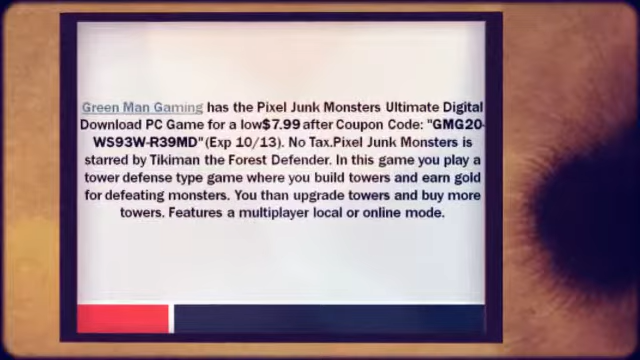 Green Man Gaming has the Pixel Junk Monsters Ultimate Digital
Download PC Game for a low$7.99 after Coupon Code: "GMG20-
WS93W-R39MD"(Exp 10/13). No Tax.Pixel Junk Monsters is
starred by Tikiman the Forest Defender. In this game you play a
tower defense type game where you build towers and earn gold
for defeating monsters. You than upgrade towers and buy more
towers. Features a multiplayer local or online mode.